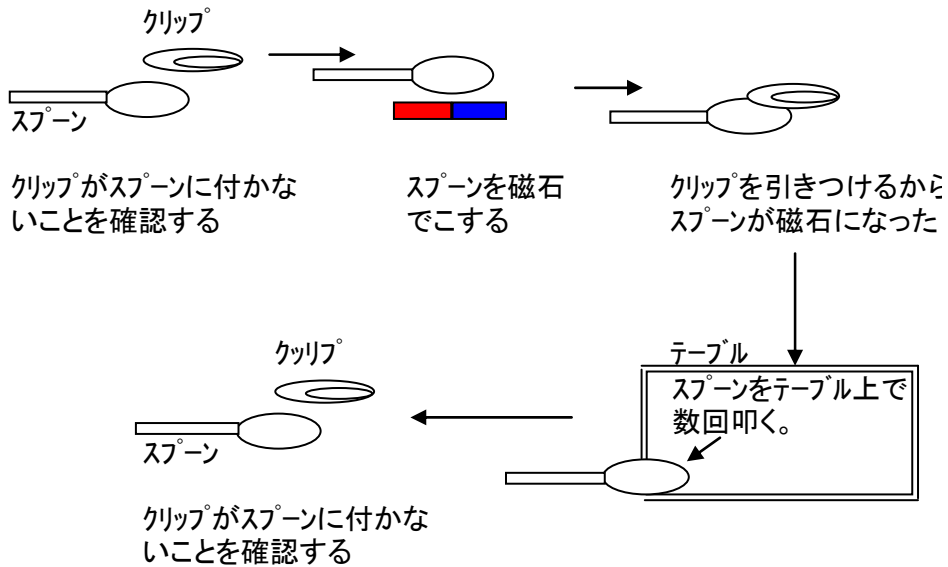 ｸﾘｯﾌﾟ
ｽﾌﾟｰﾝ
ｸﾘｯﾌﾟがｽﾌﾟｰﾝに付かな
いことを確認する
ｽﾌﾟｰﾝを磁石
でこする
ｸﾘｯﾌﾟを引きつけるから
ｽﾌﾟｰﾝが磁石になった
ﾃｰﾌﾞﾙ
ｽﾌﾟｰﾝをﾃｰﾌﾞﾙ上で
数回叩く。
ｸｯﾘﾌﾟ
ｽﾌﾟｰﾝ
ｸﾘｯﾌﾟがｽﾌﾟｰﾝに付かな
いことを確認する